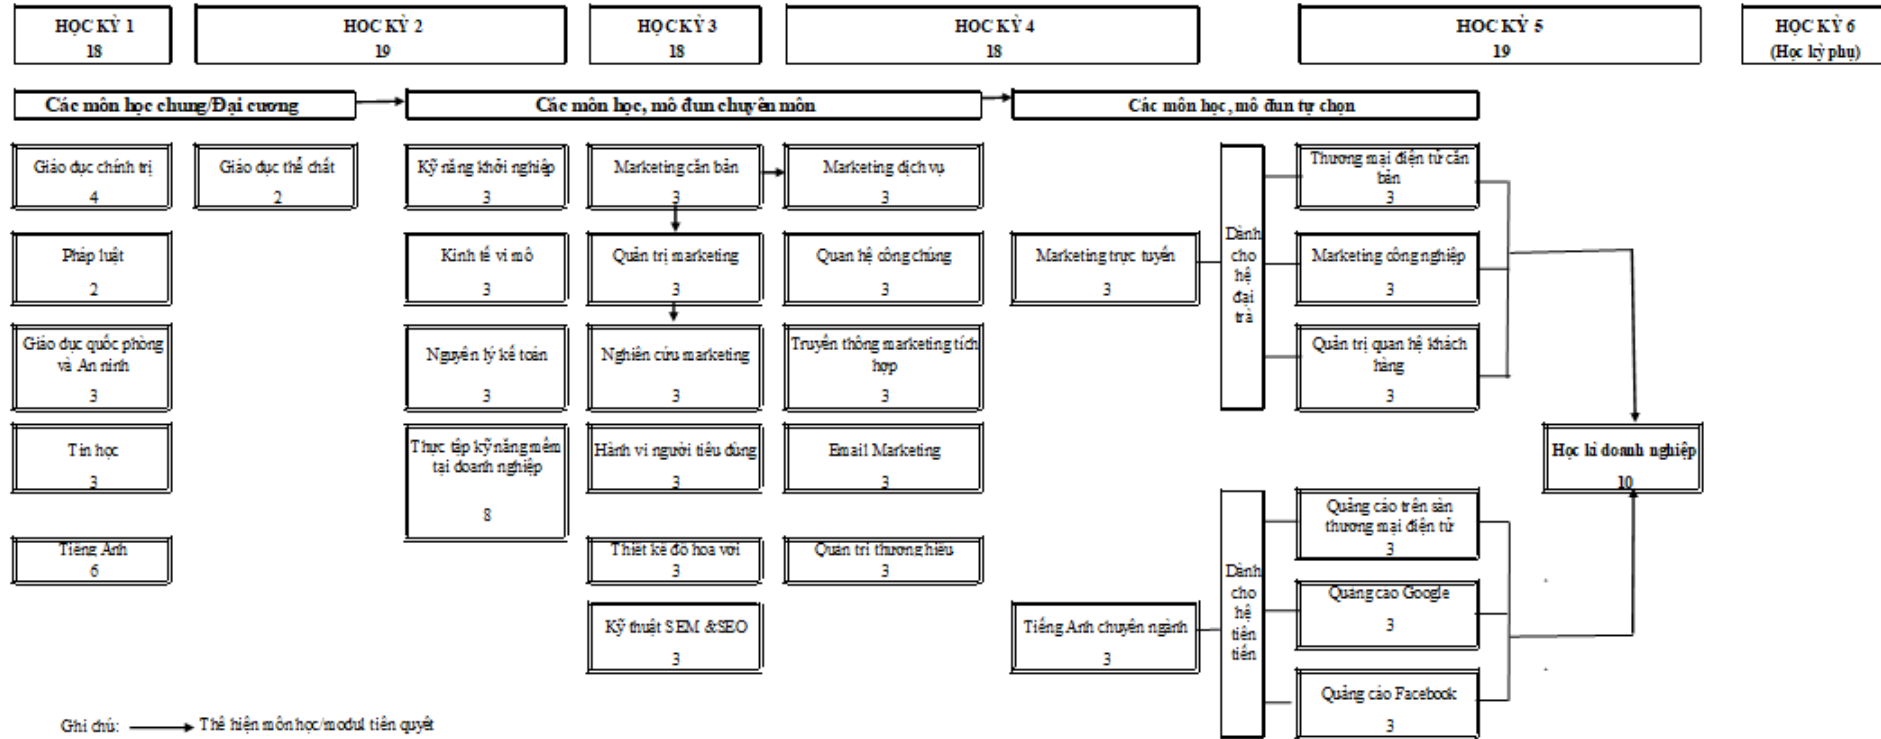 HỌC KỲ 1
18
HOC KỲ 2
19
HỌC KỲ 3
18
HOC KỲ 4
18
HOC KỲ 5
19
HỌC KỲ 6
(Học kỳ phụ)
Các môn học chung/Đại cương
Các môn học, mô đun chuyên môn
Các môn học, mô đun tự chọn
Giáo dục chính trị
4
Giáo dục thể chất
2
Kỹ năng khởi nghiệp
3
Marketing căn bản
3
Marketing dịch vụ
3
Thương mại điện tử căn
bản
3
Pháp luật
2
Kinh tế vi mô
3
Quản trị marketing
3
Quan hệ công chúng
3
Marketing trực tuyến
3
Dành
cho
hệ
đại
trà
Marketing công nghiệp
3
Giáo dục quốc phòng
và An ninh
3
Nguyên lý kế toán
3
Nghiên cứu marketing
3
Truyền thông marketing tích
hợp
3
Quản trị quan hệ khách
hàng
3
Tin học
3
Thực tập kỹ năng mềm
tại doanh nghiệp
8
Hành vi người tiêu dùng
3
Email Marketing
3
Học kì doanh nghiệp
10
Tiếng Anh
6
Thiết kế đồ họa với
3
Quản trị thương hiệu
3
Quảng cáo trên sàn
thương mại điện tử
3
Kỹ thuật SEM &SEO
3
Tiếng Anh chuyên ngành
3
Dành
cho
hệ
tiên
tiến
Quảng cáo Google
3
Quảng cáo Facebook
3
Ghi chú:
Thể hiện môn học/modul tiên quyết